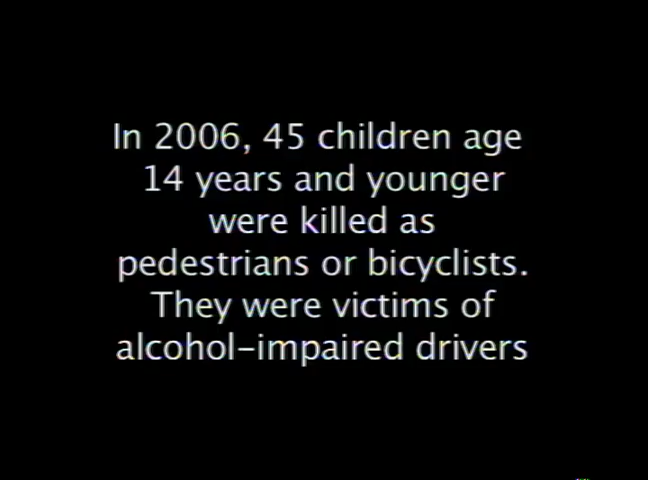 In 2006, 45 children age
14 years and younger
were killed as
pedestrians or bicyclists.
They were victims of
alcohol-impaired drivers